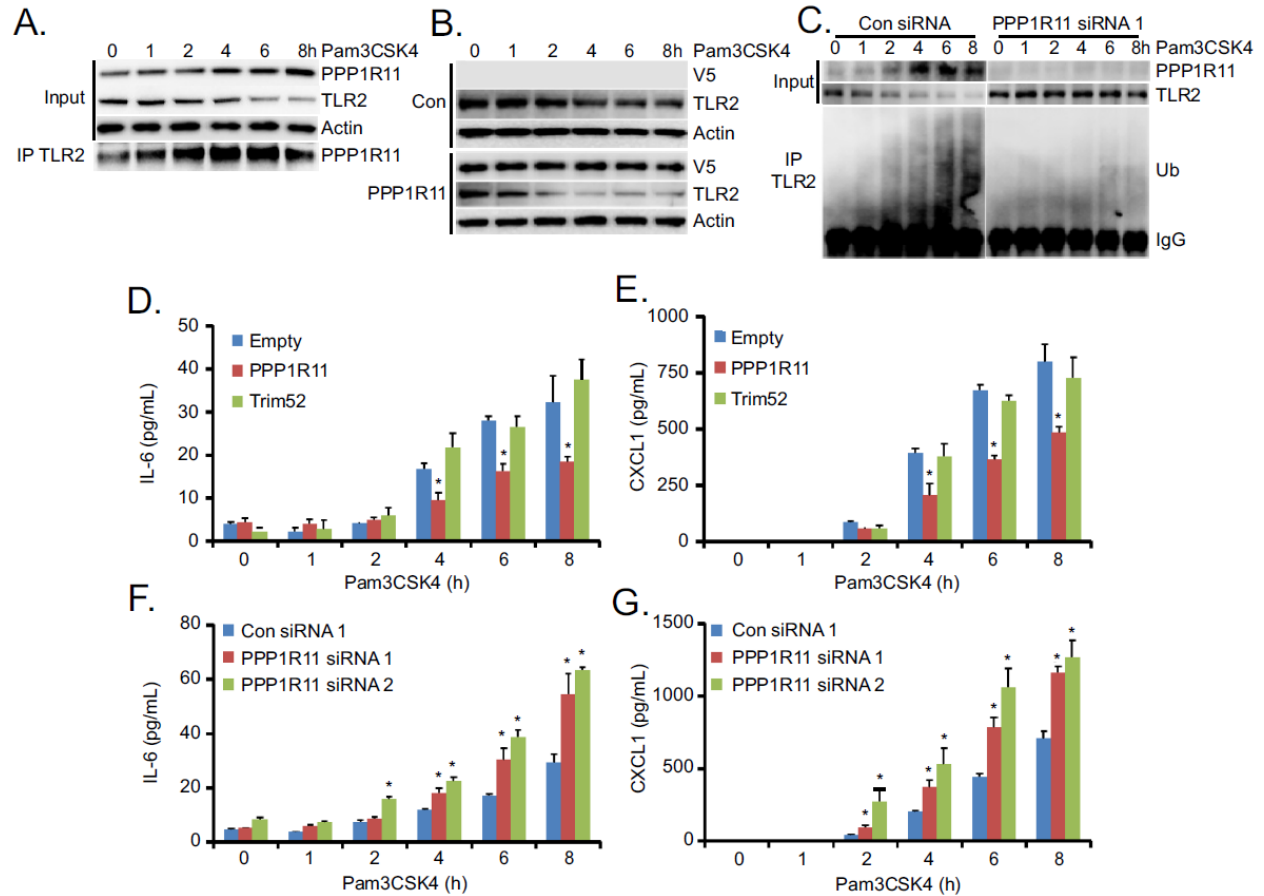 A.
0 1 2 4 6 8h Pam3CSK4
Input
PPP1R11
TLR2
Actin
IP TLR2
PPP1R11
B.
0 1 2 4 6 8h Pam3CSK4
Con
V5
TLR2
Actin
PPP1R11
V5
TLR2
Actin
C.
Con siRNA PPP1R11 siRNA 1
0 1 2 4 6 8 0 1 2 4 6 8h Pam3CSK4
Input
PPP1R11
TLR2
IP
TLR2
Ub
IgG
D.
IL-6 (pg/mL)
50
40
30
20
10
0
Empty
PPP1R11
Trim52
* * *
0 1 2 4 6 8
Pam3CSK4 (h)
E.
CXCL1 (pg/mL)
1000
750
500
250
0
Empty
PPP1R11
Trim52
* * *
0 1 2 4 6 8
Pam3CSK4 (h)
F.
IL-6 (pg/mL)
80
60
40
20
0
Con siRNA 1
PPP1R11 siRNA 1
PPP1R11 siRNA 2
* * * * * * *
0 1 2 4 6 8
Pam3CSK4 (h)
G.
CXCL1 (pg/mL)
1500
1000
500
0
Con siRNA 1
PPP1R11 siRNA 1
PPP1R11 siRNA 2
* * * * * * * *
0 1 2 4 6 8
Pam3CSK4 (h)